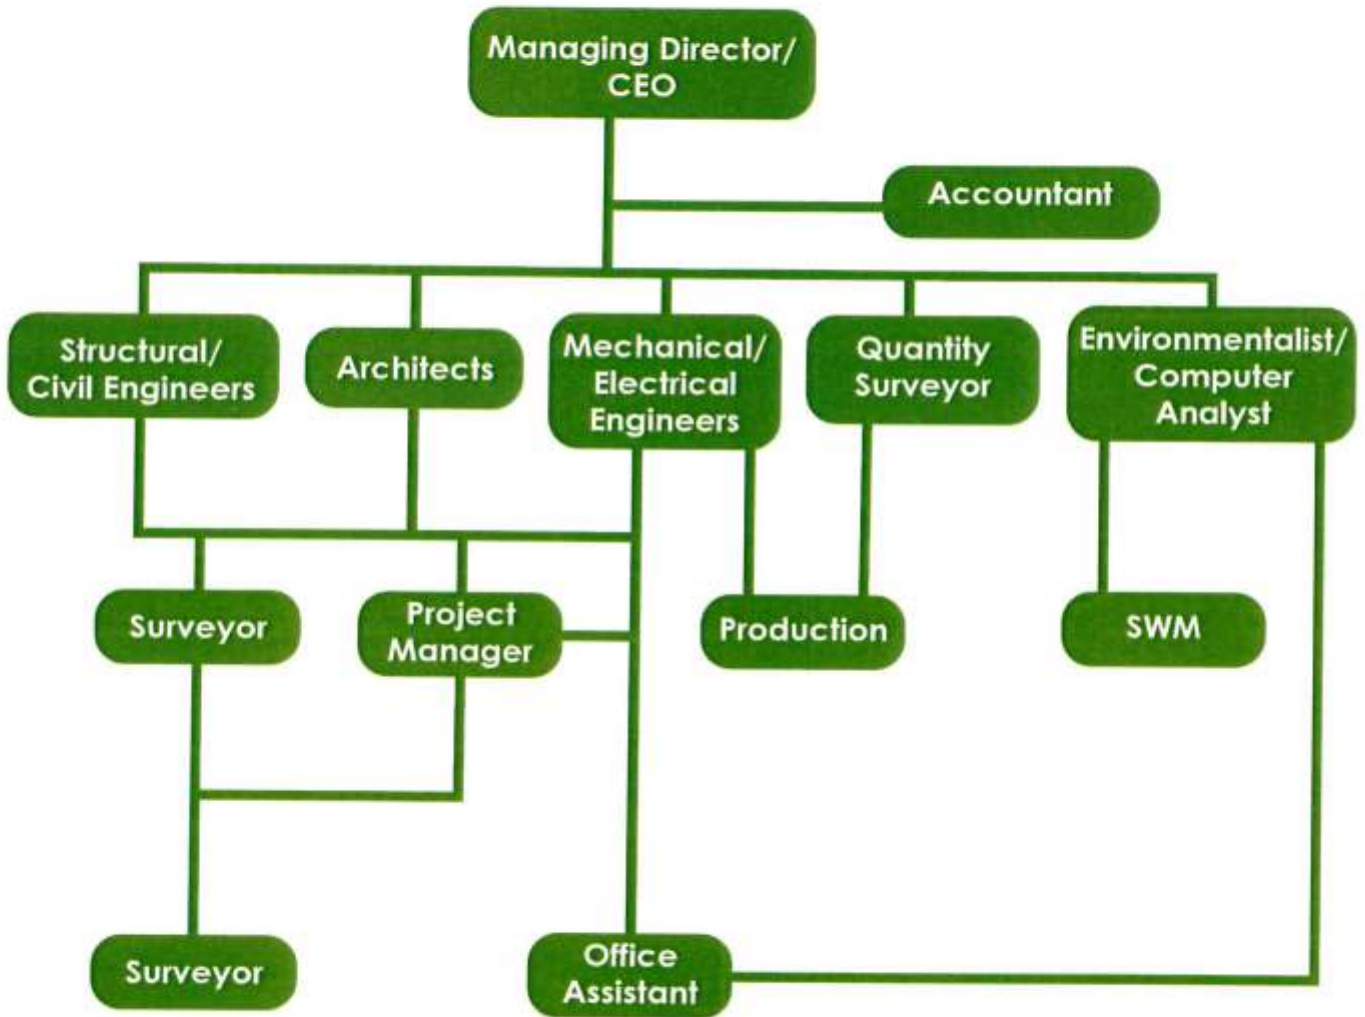 Managing Director/
CEO
Accountant
Structural/
Civil Engineers
Architects
Mechanical/
Electrical
Engineers
Quantity
Surveyor
Environmentalist/
Computer
Analyst
Surveyor
Project
Manager
Production
SWM
Surveyor
Office
Assistant